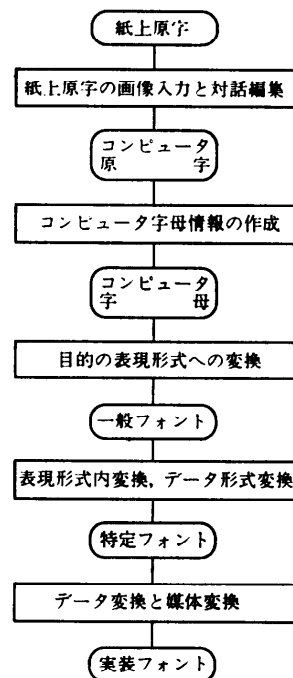 紙上原字
紙上原字の画像入力と対話編集
コンピュータ
原字
コンピュータ字母情報の作成
コンピュータ
字母
目的の表現形式への変換
一般フォント
表現形式内変換，データ形式変換
特定フォント
データ変換と媒体変換
実装フォント